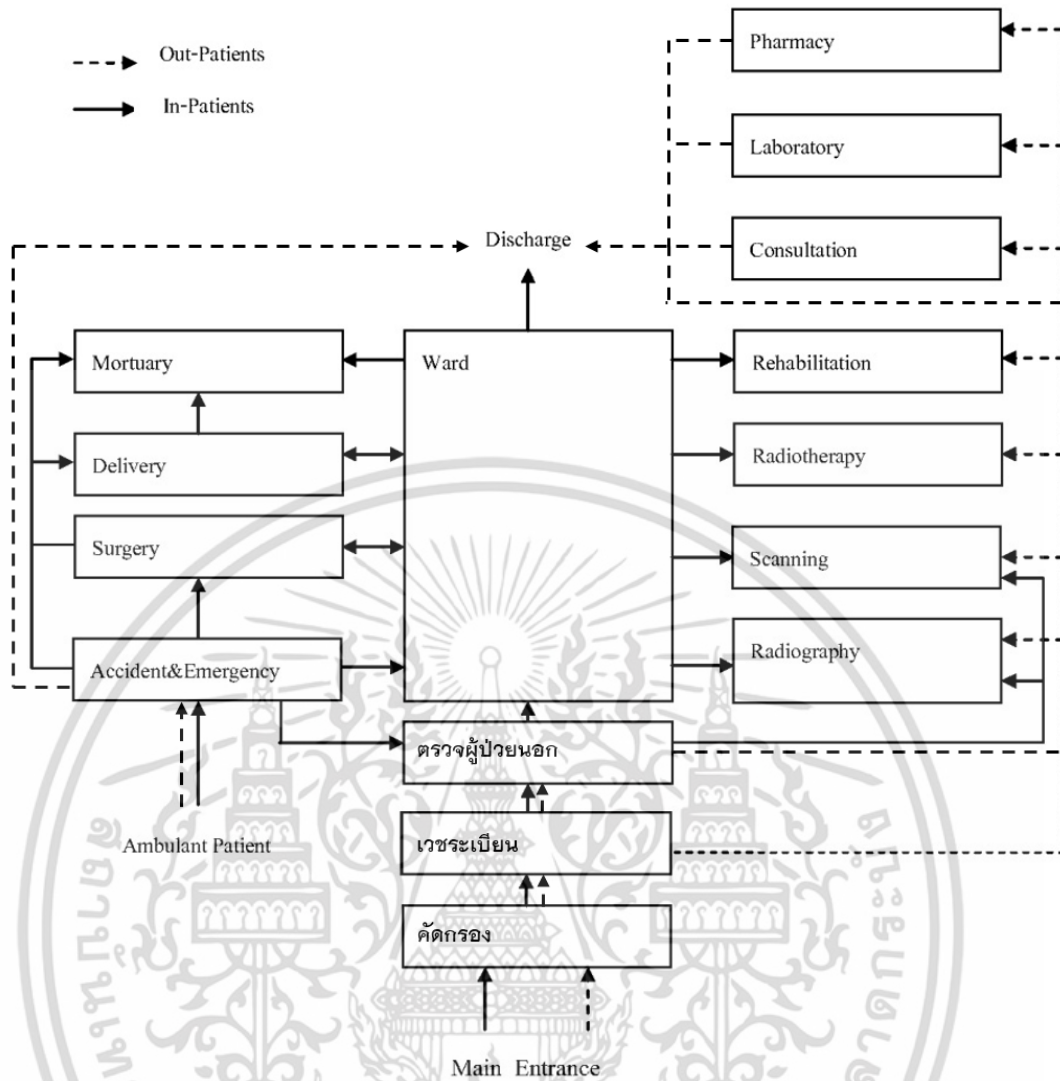 Out-Patients
In-Patients
Pharmacy
Laboratory
Consultation
Discharge
Mortuary
Ward
Rehabilitation
Delivery
Radiotherapy
Surgery
Scanning
Accident&Emergency
Radiography
ตรวจผู้ป่วยนอก
เวชระเบียน
Ambulant Patient
คัดกรอง
Main Entrance